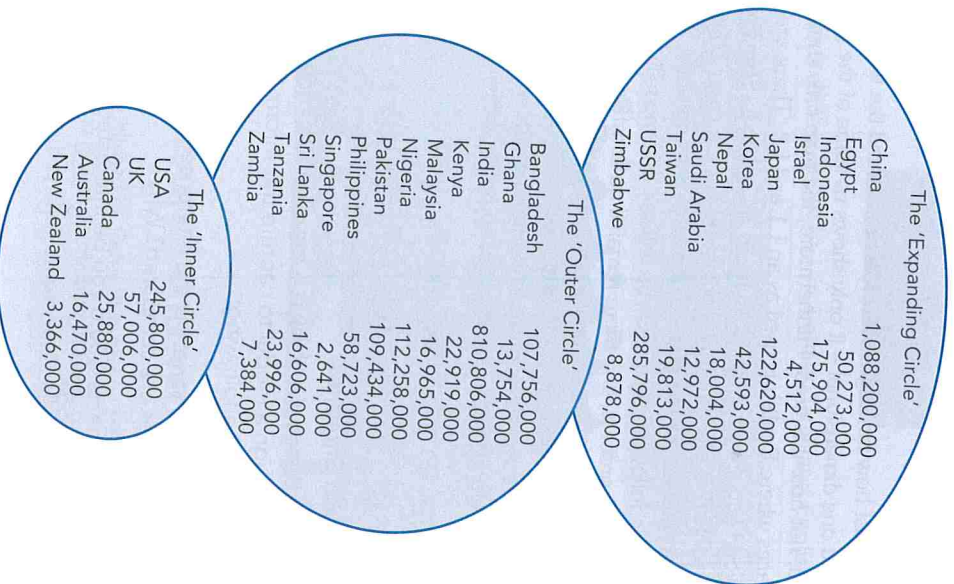 The 'Expanding Circle'
China 1,088,200,000
Egypt 50,273,000
Indonesia 175,904,000
Israel 4,512,000
Japan 122,620,000
Korea 42,593,000
Nepal 18,004,000
Saudi Arabia 12,972,000
Taiwan 19,813,000
USSR 285,796,000
Zimbabwe 8,878,000
The 'Outer Circle'
Bangladesh 107,756,000
Ghana 13,754,000
India 810,806,000
Kenya 22,919,000
Malaysia 16,965,000
Nigeria 112,258,000
Pakistan 109,434,000
Philippines 58,723,000
Singapore 2,641,000
Sri Lanka 16,606,000
Tanzania 23,996,000
Zambia 7,384,000
The 'Inner Circle'
USA 245,800,000
UK 57,006,000
Canada 25,880,000
Australia 16,470,000
New Zealand 3,366,000